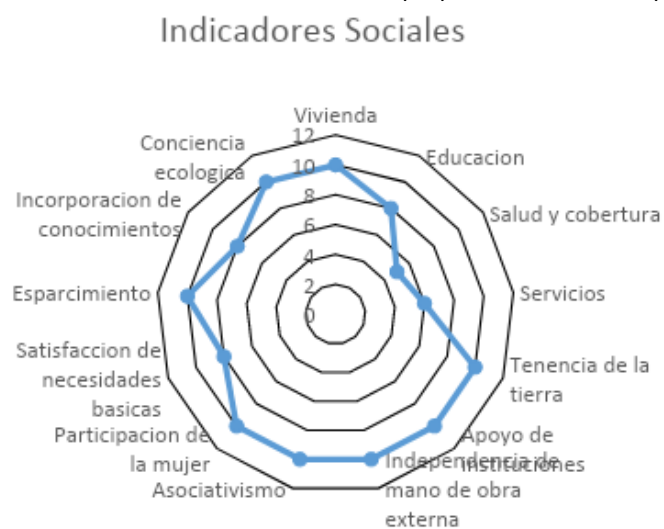 Indicadores Sociales
Vivienda
12
10
8
6
4
2
0
Educacion
Salud y cobertura
Servicios
Tenencia de la
tierra
Apoyo de
instituciones
Independencia de
mano de obra
externa
Asociativismo
Participacion de
la mujer
Satisfaccion de
necesidades
basicas
Esparcimiento
Incorporacion de
conocimientos
Conciencia
ecologica